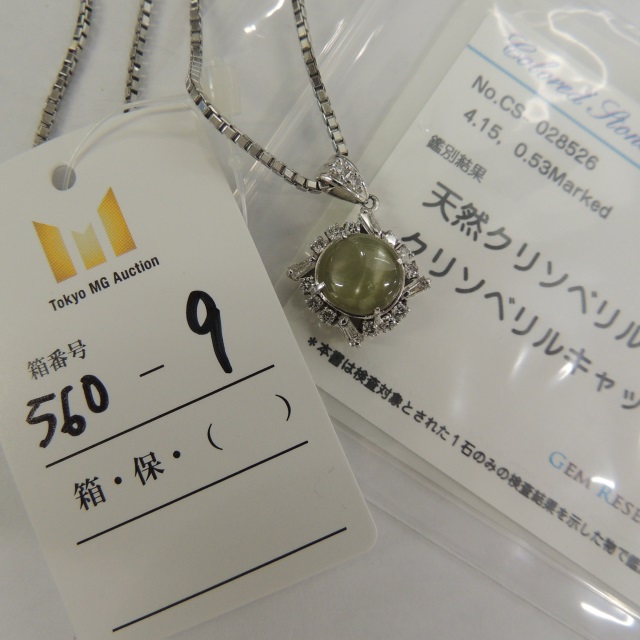 Tokyo MG Auction
箱番号
560 - 9
箱・保・(     )
Colored Stone
No.CS 028526
4.15, 0.53Marked
鑑別結果
天然クリソベリル
クリソベリルキャッ
*本書は検査対象とされた1石のみの検査結果を示した
GEM RESE